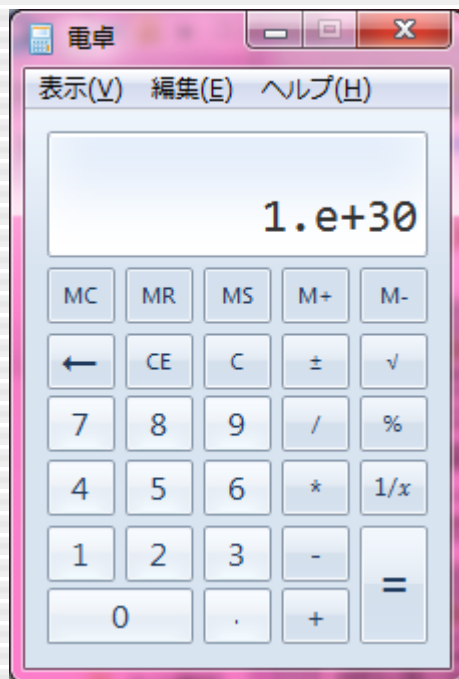 電卓
表示(V) 編集(E) ヘルプ(H)
1.e+30
MC MR MS M+ M-
← CE C ± √
7 8 9 / %
4 5 6 * 1/x
1 2 3 - =
0 . +